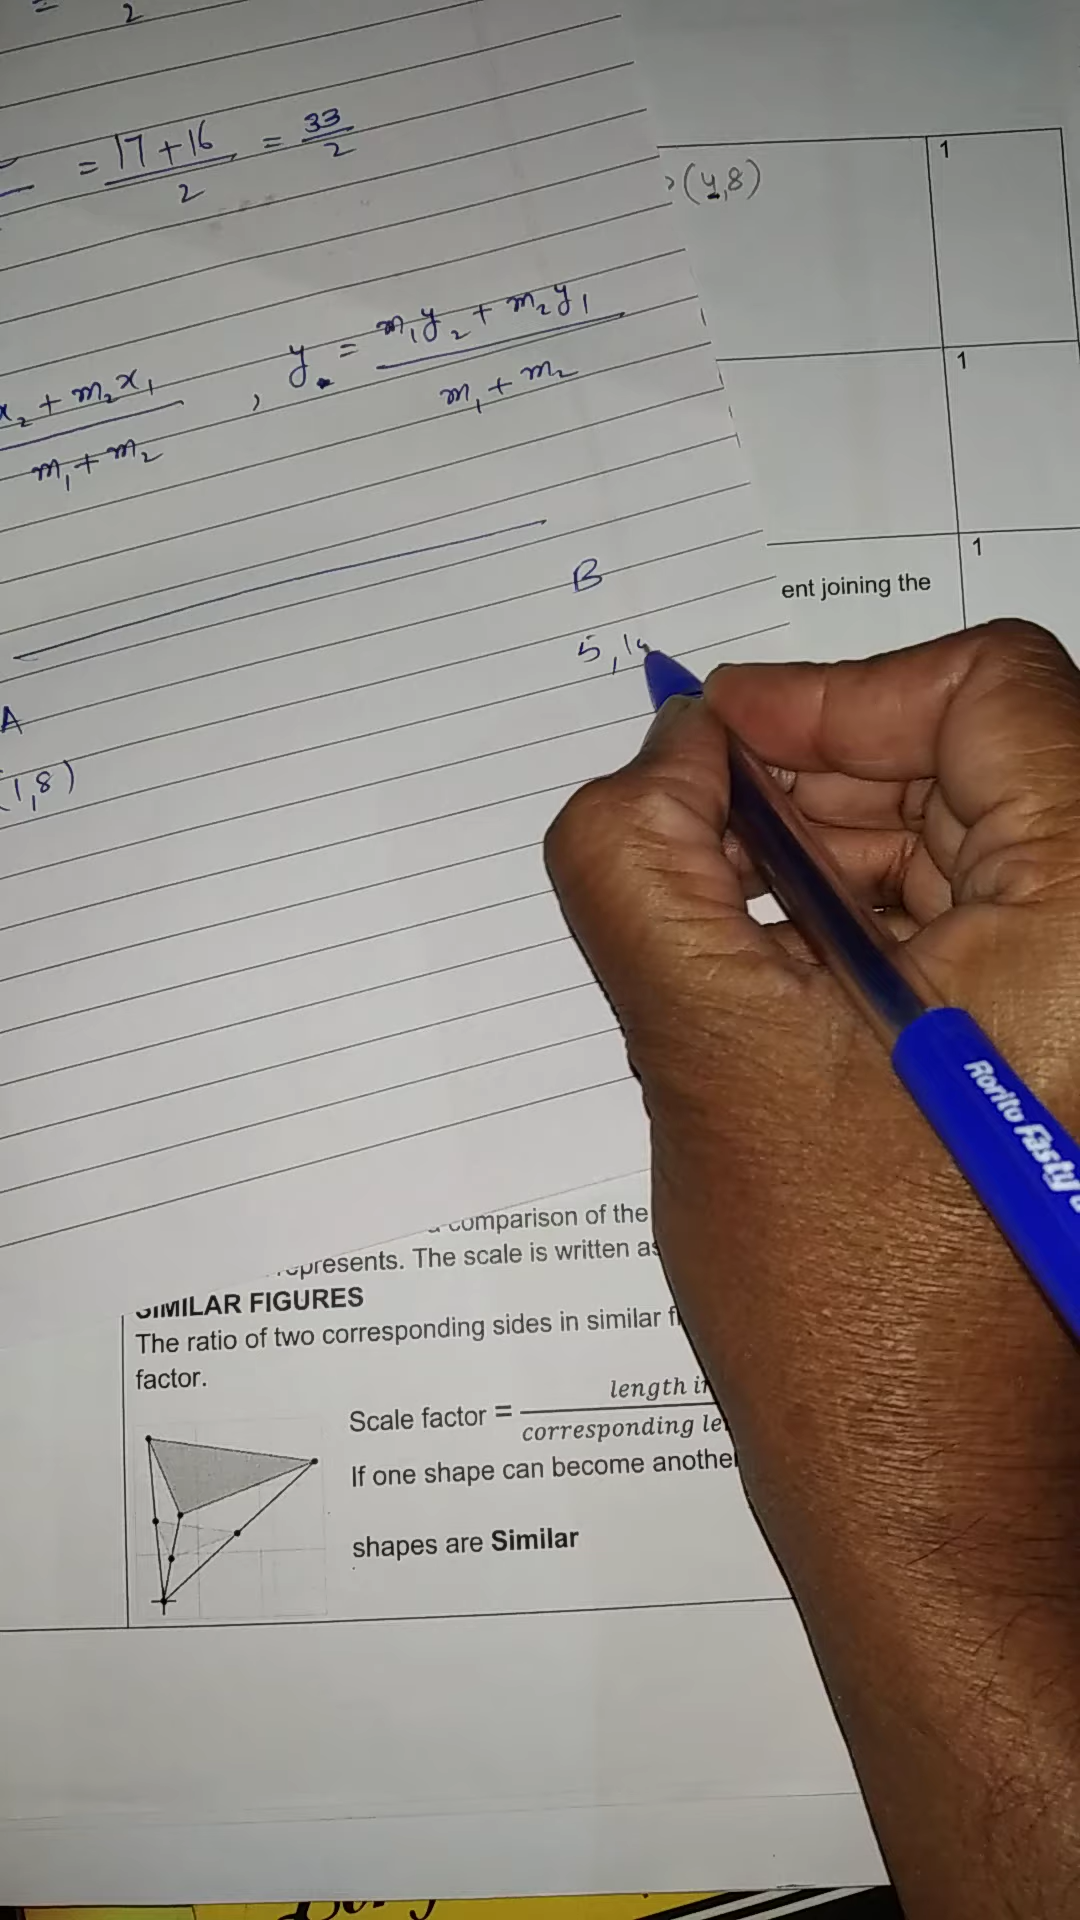 = 2
= 17+16 / 2 = 33 / 2
(4,8)
1
x₂ + m₂x₁ / m₁ + m₂ , y = m₁y₂ + m₂y₁ / m₁ + m₂
1
1
B
ent joining the
5,14
A
(1,8)
comparison of the
presents. The scale is written as
SIMILAR FIGURES
The ratio of two corresponding sides in similar
factor.
Scale factor = length / corresponding
If one shape can become another
shapes are Similar
Rorito Fasty